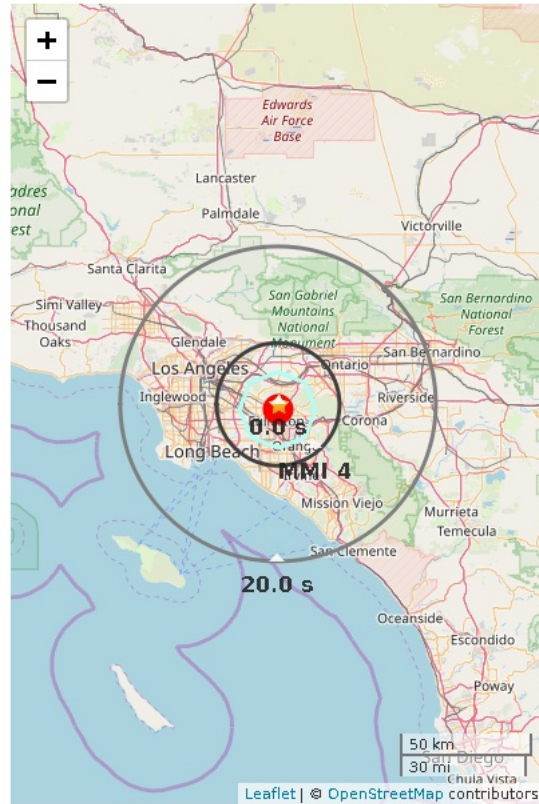 +
−
Edwards
Air Force
Base
Lancaster
Palmdale
adres
onal
est
Victorville
Santa Clarita
San Gabriel
Mountains
National
Monument
San Bernardino
National
Forest
Simi Valley
Thousand
Oaks
Glendale
Los Angeles
Ontario
San Bernardino
Inglewood
Riverside
0.0 s
Corona
Orang
Long Beach
MMI 4
Mission Viejo
Murrieta
Temecula
San Clemente
20.0 s
Oceanside
Escondido
Poway
50 km
30 mi
San Diego
Chula Vista
Leaflet | © OpenStreetMap contributors